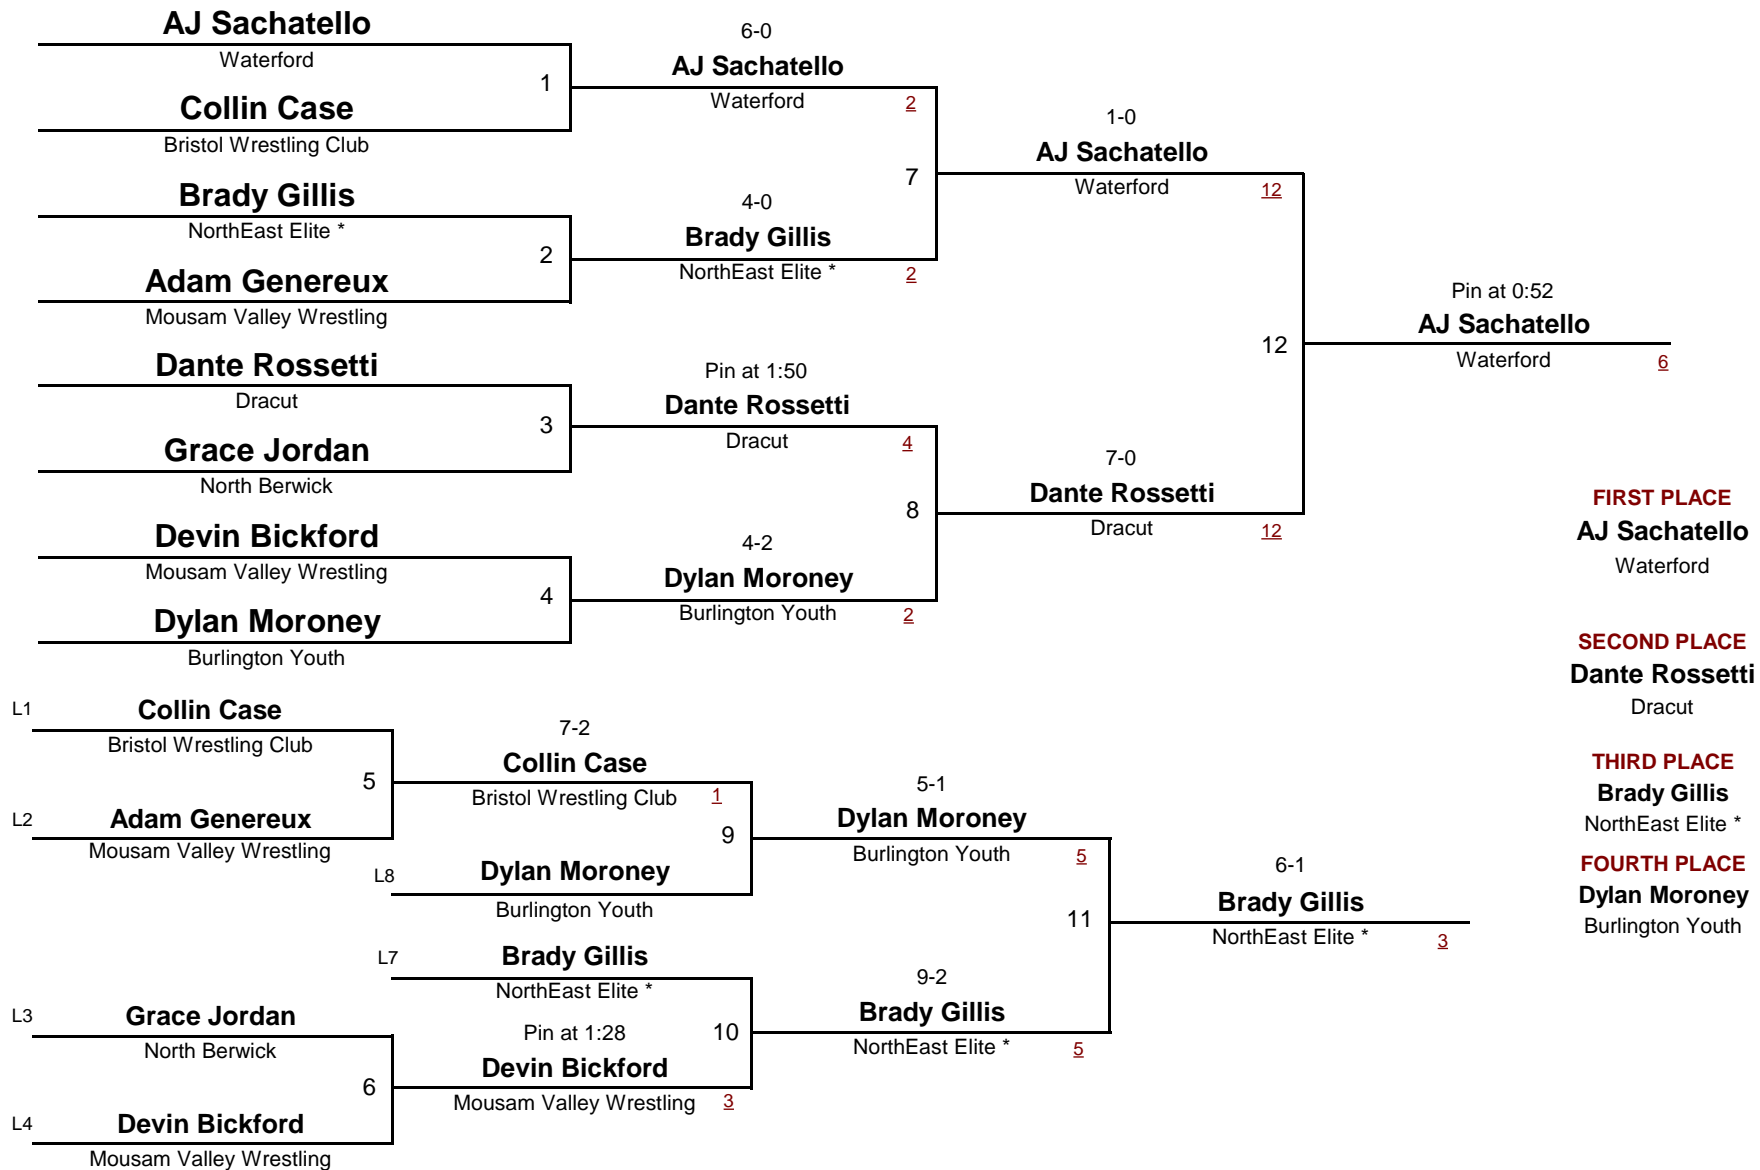 AJ Sachatello
Waterford
1
Collin Case
Bristol Wrestling Club
Brady Gillis
NorthEast Elite *
2
Adam Genereux
Mousam Valley Wrestling
Dante Rossetti
Dracut
3
Grace Jordan
North Berwick
Devin Bickford
Mousam Valley Wrestling
4
Dylan Moroney
Burlington Youth
6-0
AJ Sachatello
Waterford 2
7
4-0
Brady Gillis
NorthEast Elite * 2
Pin at 1:50
Dante Rossetti
Dracut 4
8
4-2
Dylan Moroney
Burlington Youth 2
1-0
AJ Sachatello
Waterford 12
12
7-0
Dante Rossetti
Dracut 12
Pin at 0:52
AJ Sachatello
Waterford 6
FIRST PLACE
AJ Sachatello
Waterford
SECOND PLACE
Dante Rossetti
Dracut
THIRD PLACE
Brady Gillis
NorthEast Elite *
FOURTH PLACE
Dylan Moroney
Burlington Youth
L1 Collin Case
Bristol Wrestling Club
5
L2 Adam Genereux
Mousam Valley Wrestling
L3 Grace Jordan
North Berwick
6
L4 Devin Bickford
Mousam Valley Wrestling
7-2
Collin Case
Bristol Wrestling Club 1
9
L8 Dylan Moroney
Burlington Youth
L7 Brady Gillis
NorthEast Elite *
Pin at 1:28 10
Devin Bickford
Mousam Valley Wrestling 3
5-1
Dylan Moroney
Burlington Youth 5
11
9-2
Brady Gillis
NorthEast Elite * 5
6-1
Brady Gillis
NorthEast Elite * 3